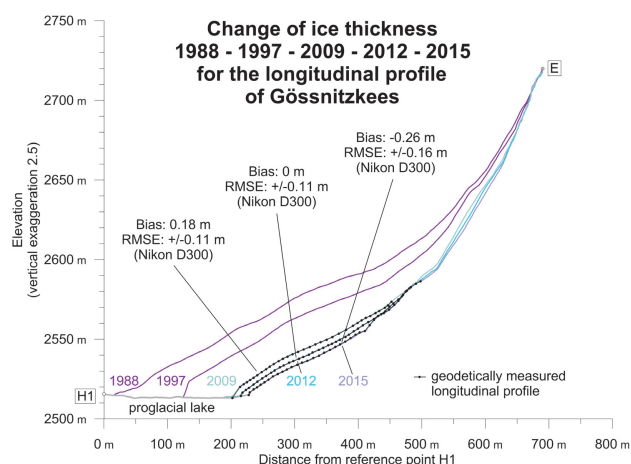 Change of ice thickness
1988 - 1997 - 2009 - 2012 - 2015
for the longitudinal profile
of Gössnitzkees
2750 m
2700 m
2650 m
2600 m
2550 m
2500 m
Elevation
(vertical exaggeration 2.5)
E
Bias: -0.26 m
RMSE: +/-0.16 m
(Nikon D300)
Bias: 0 m
RMSE: +/-0.11 m
(Nikon D300)
Bias: 0.18 m
RMSE: +/-0.11 m
(Nikon D300)
1988
1997
2009
2012
2015
geodetically measured
longitudinal profile
H1
proglacial lake
0 m
100 m
200 m
300 m
400 m
500 m
600 m
700 m
800 m
Distance from reference point H1